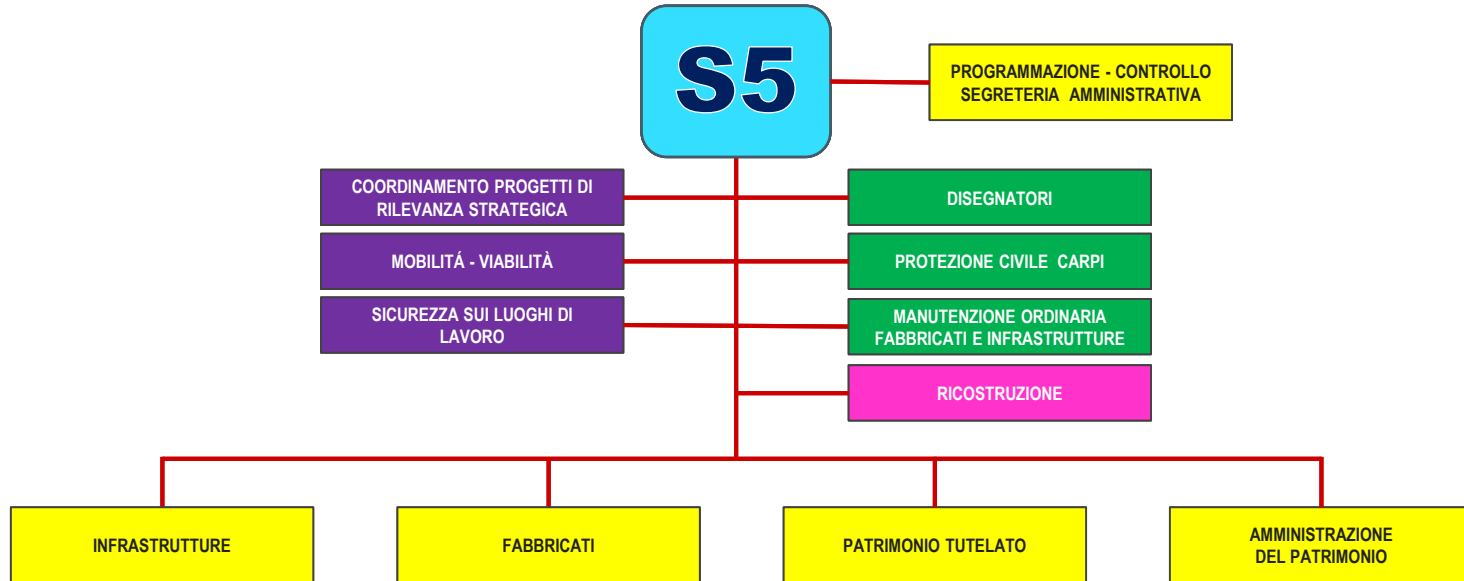 S5
PROGRAMMAZIONE - CONTROLLO
SEGRETERIA AMMINISTRATIVA
COORDINAMENTO PROGETTI DI
RILEVANZA STRATEGICA
DISEGNATORI
MOBILITÁ - VIABILITÀ
PROTEZIONE CIVILE CARPI
SICUREZZA SUI LUOGHI DI
LAVORO
MANUTENZIONE ORDINARIA
FABBRICATI E INFRASTRUTTURE
RICOSTRUZIONE
INFRASTRUTTURE
FABBRICATI
PATRIMONIO TUTELATO
AMMINISTRAZIONE
DEL PATRIMONIO